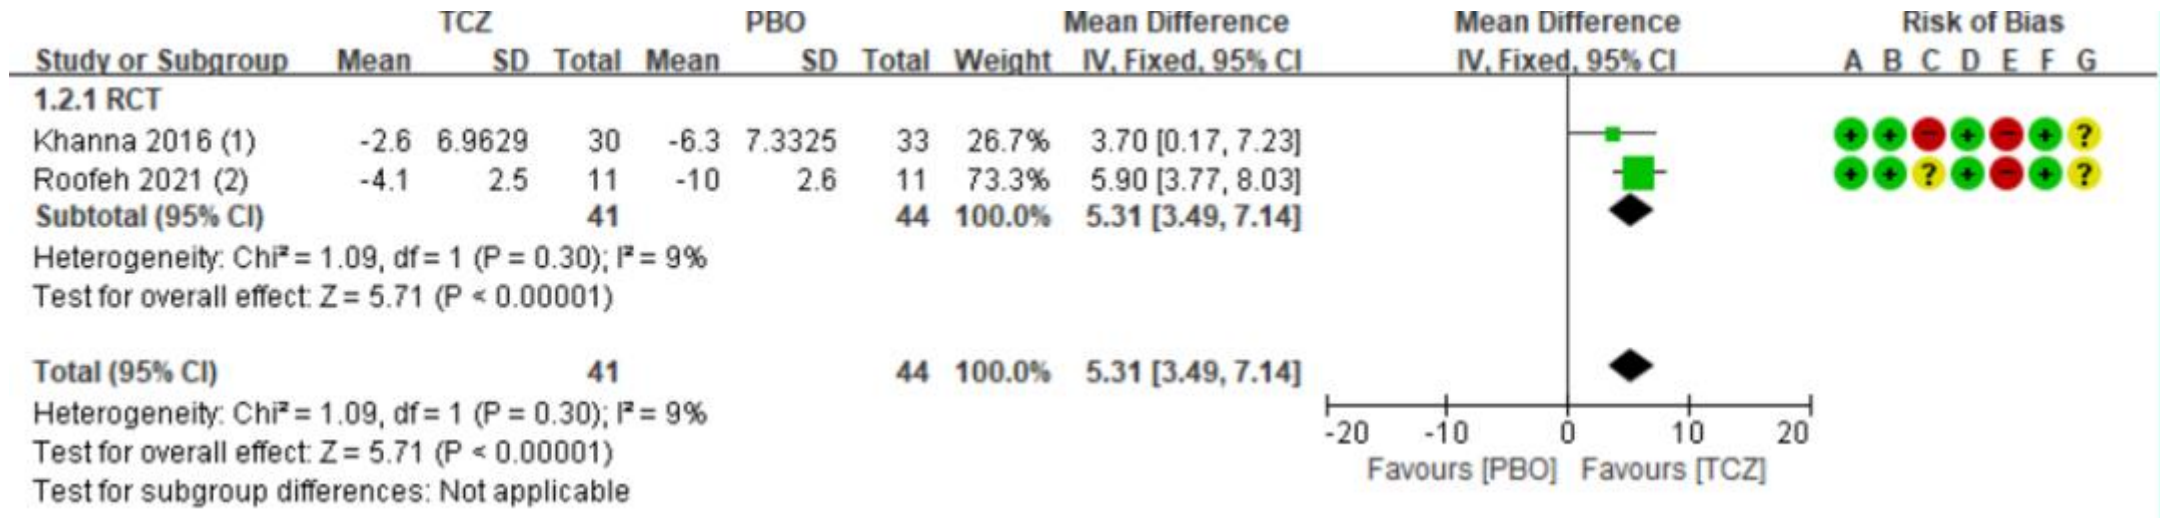 TCZ PBO Mean Difference Mean Difference Risk of Bias
Study or Subgroup Mean SD Total Mean SD Total Weight IV, Fixed, 95% CI IV, Fixed, 95% CI A B C D E F G
1.2.1 RCT
Khanna 2016 (1) -2.6 6.9629 30 -6.3 7.3325 33 26.7% 3.70 [0.17, 7.23] + + - + - + ?
Roofeh 2021 (2) -4.1 2.5 11 -10 2.6 11 73.3% 5.90 [3.77, 8.03] + + ? + - + ?
Subtotal (95% CI) 41 44 100.0% 5.31 [3.49, 7.14]
Heterogeneity: Chi² = 1.09, df = 1 (P = 0.30); I² = 9%
Test for overall effect: Z = 5.71 (P < 0.00001)
Total (95% CI) 41 44 100.0% 5.31 [3.49, 7.14]
Heterogeneity: Chi² = 1.09, df = 1 (P = 0.30); I² = 9%
Test for overall effect: Z = 5.71 (P < 0.00001)
Test for subgroup differences: Not applicable
-20 -10 0 10 20
Favours [PBO] Favours [TCZ]